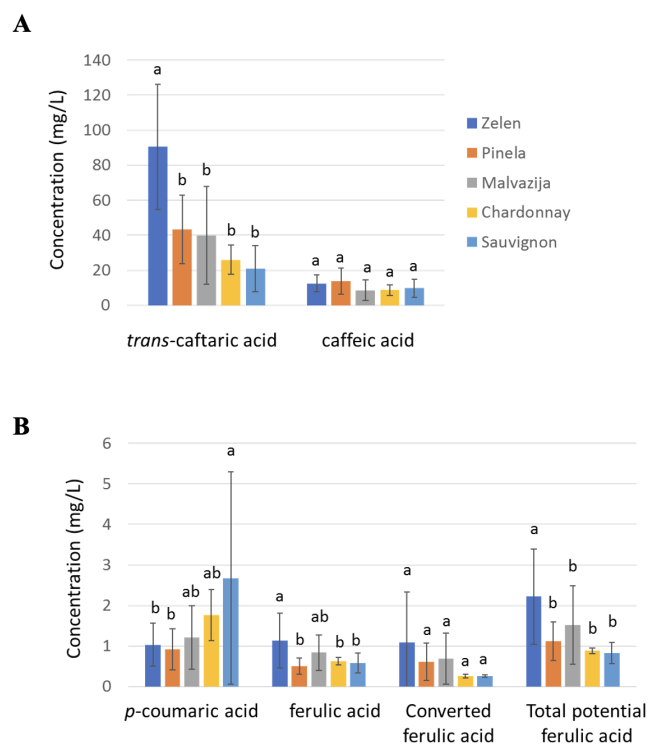 A
Concentration (mg/L)
140
120
100
80
60
40
20
0
a
b
b
b
b
a
a
a
a
a
trans-caftaric acid
caffeic acid
Zelen
Pinela
Malvazija
Chardonnay
Sauvignon
B
Concentration (mg/L)
6
5
4
3
2
1
0
b
b
ab
ab
a
a
b
ab
b
b
a
a
a
a
a
a
b
b
b
b
p-coumaric acid
ferulic acid
Converted
ferulic acid
Total potential
ferulic acid